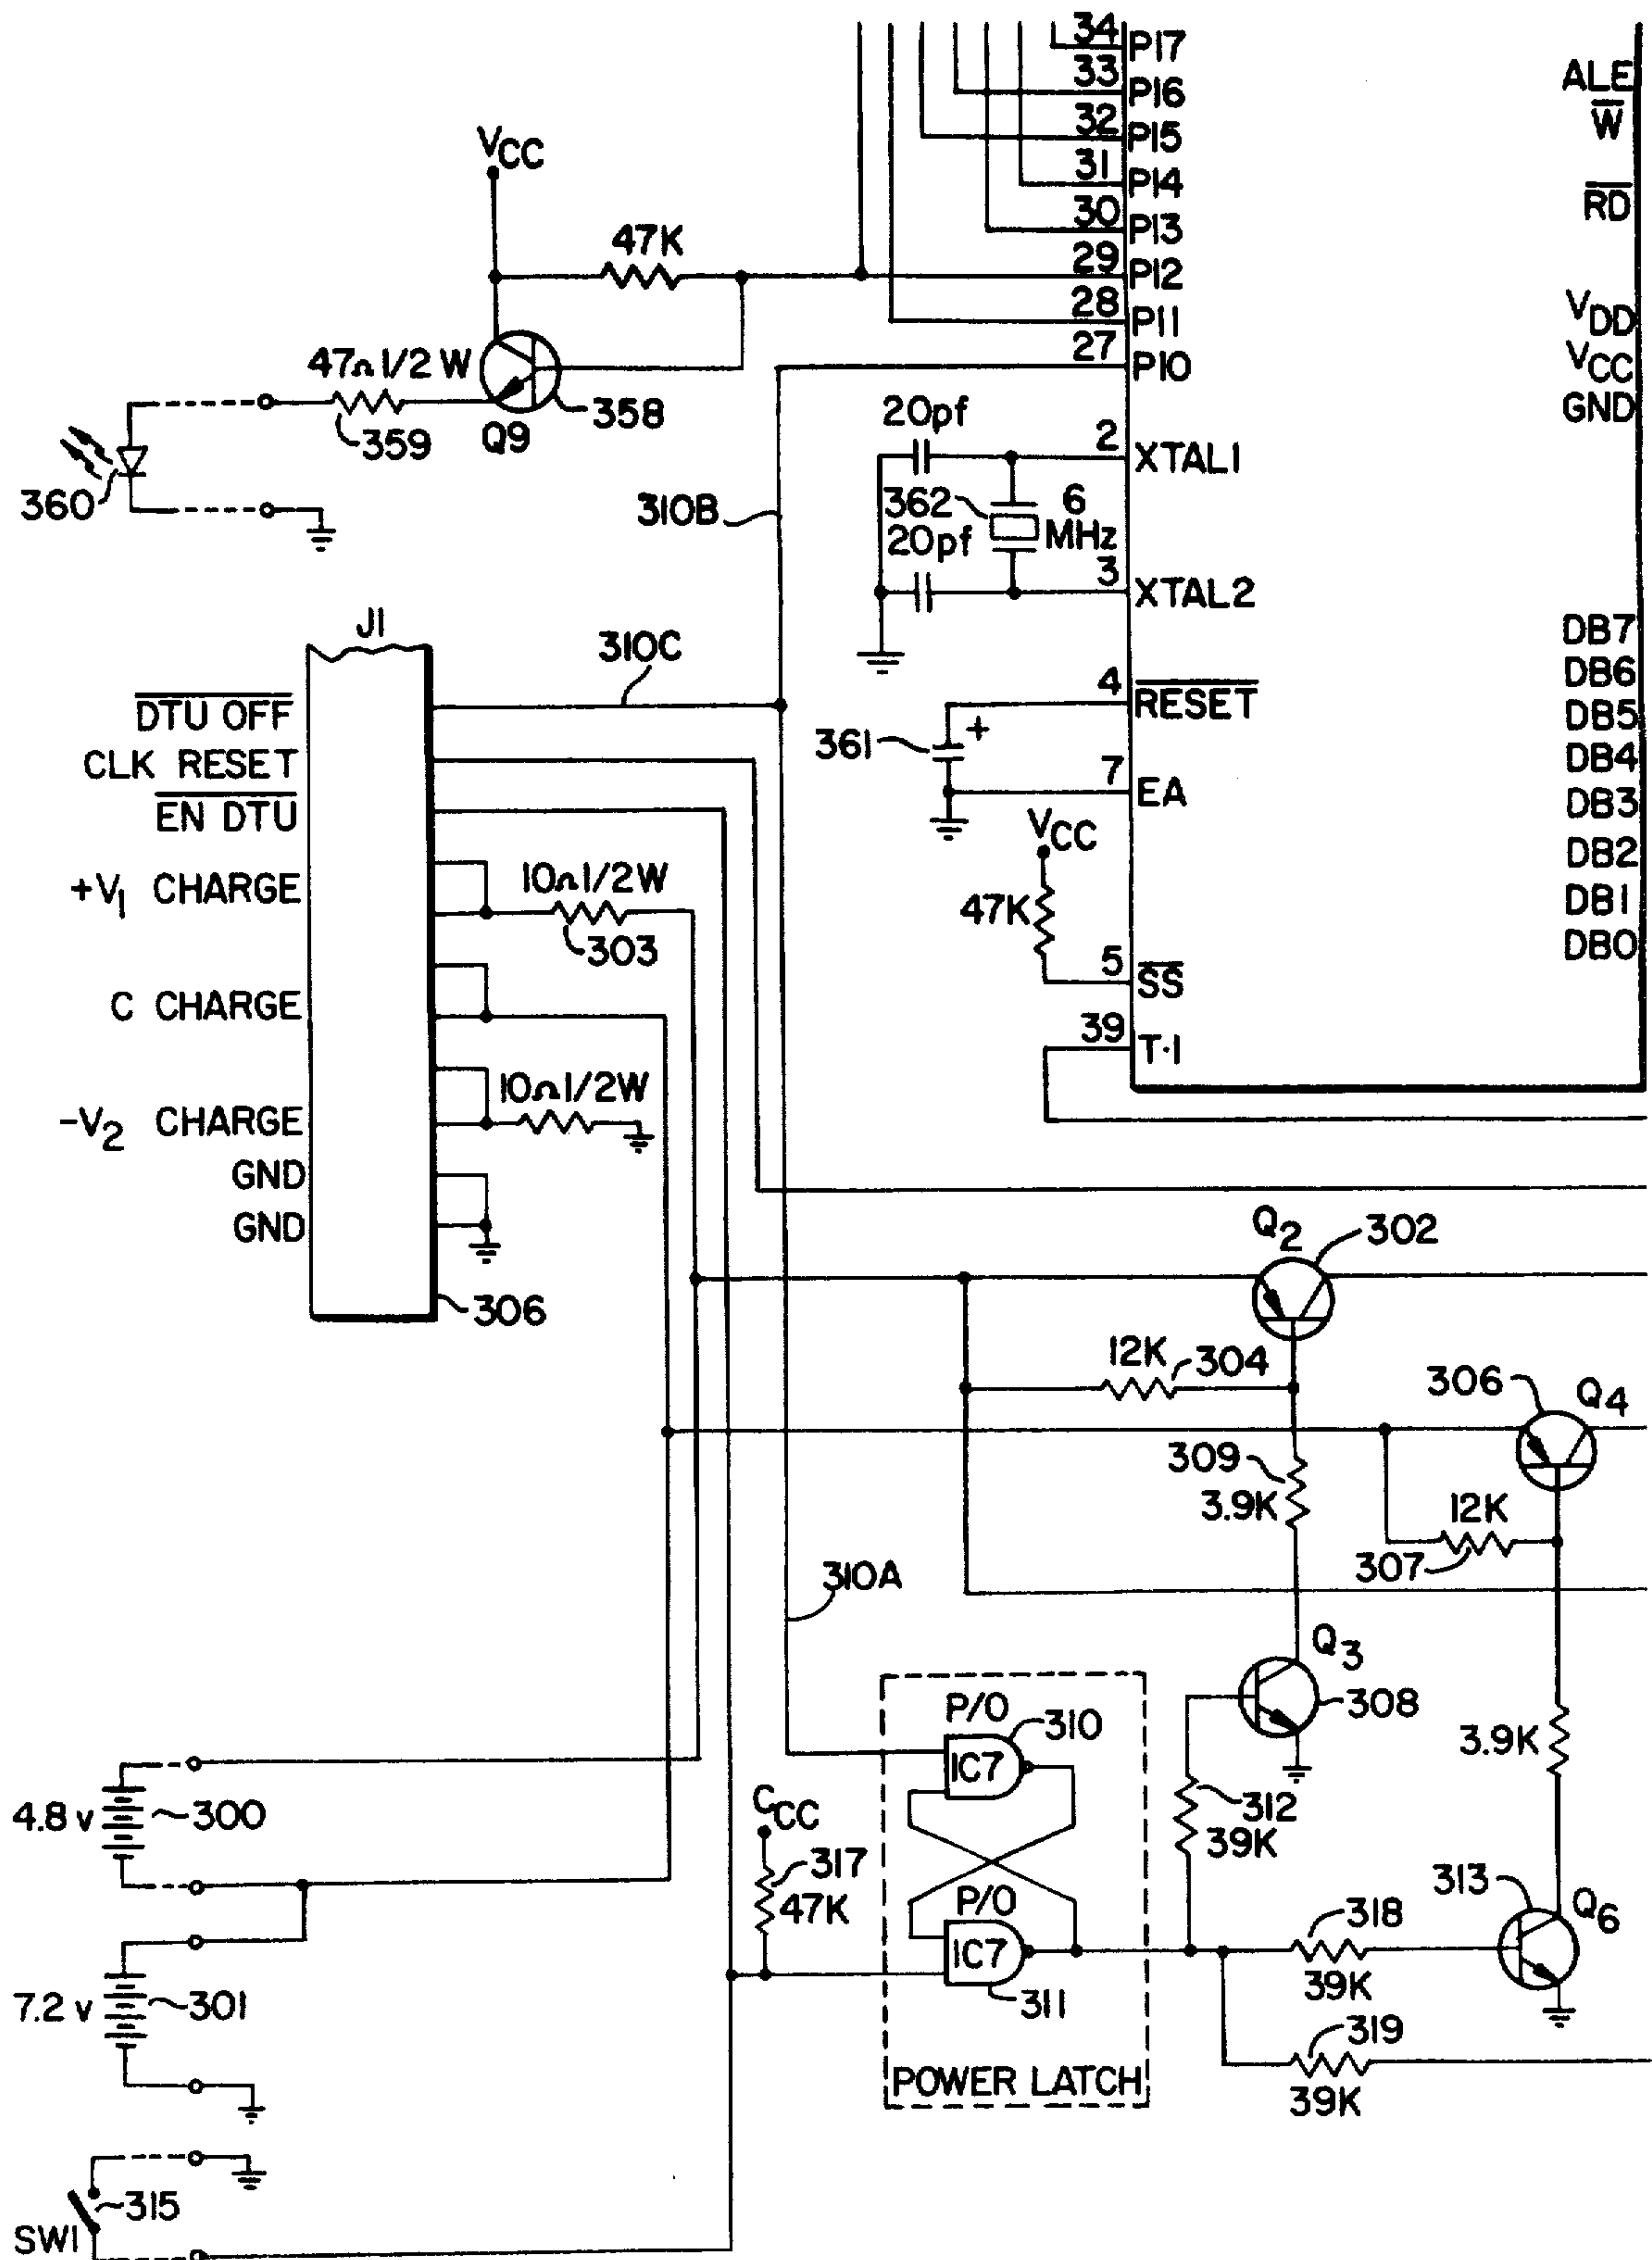 34
P17
33
P16
ALE
32
P15
W
31
P14
30
P13
RD
29
P12
28
P11
VDD
27
P10
VCC
GND
VCC
47K
47Ω 1/2 W
358
359
Q9
360
20pf
2
XTAL1
362
6
MHz
20pf
3
XTAL2
310B
J1
310C
DTU OFF
CLK RESET
EN DTU
+V1 CHARGE
10Ω 1/2W
303
C CHARGE
-V2 CHARGE
10Ω 1/2W
GND
GND
306
4
RESET
+
361
7
EA
VCC
47K
5
SS
39
T·1
DB7
DB6
DB5
DB4
DB3
DB2
DB1
DB0
Q2
302
12K
304
306
Q4
309
3.9K
12K
307
310A
Q3
308
P/O
310
IC7
3.9K
312
39K
4.8 v
300
CCC
317
47K
P/O
IC7
311
313
Q6
318
39K
7.2 v
301
319
39K
POWER LATCH
315
SW1